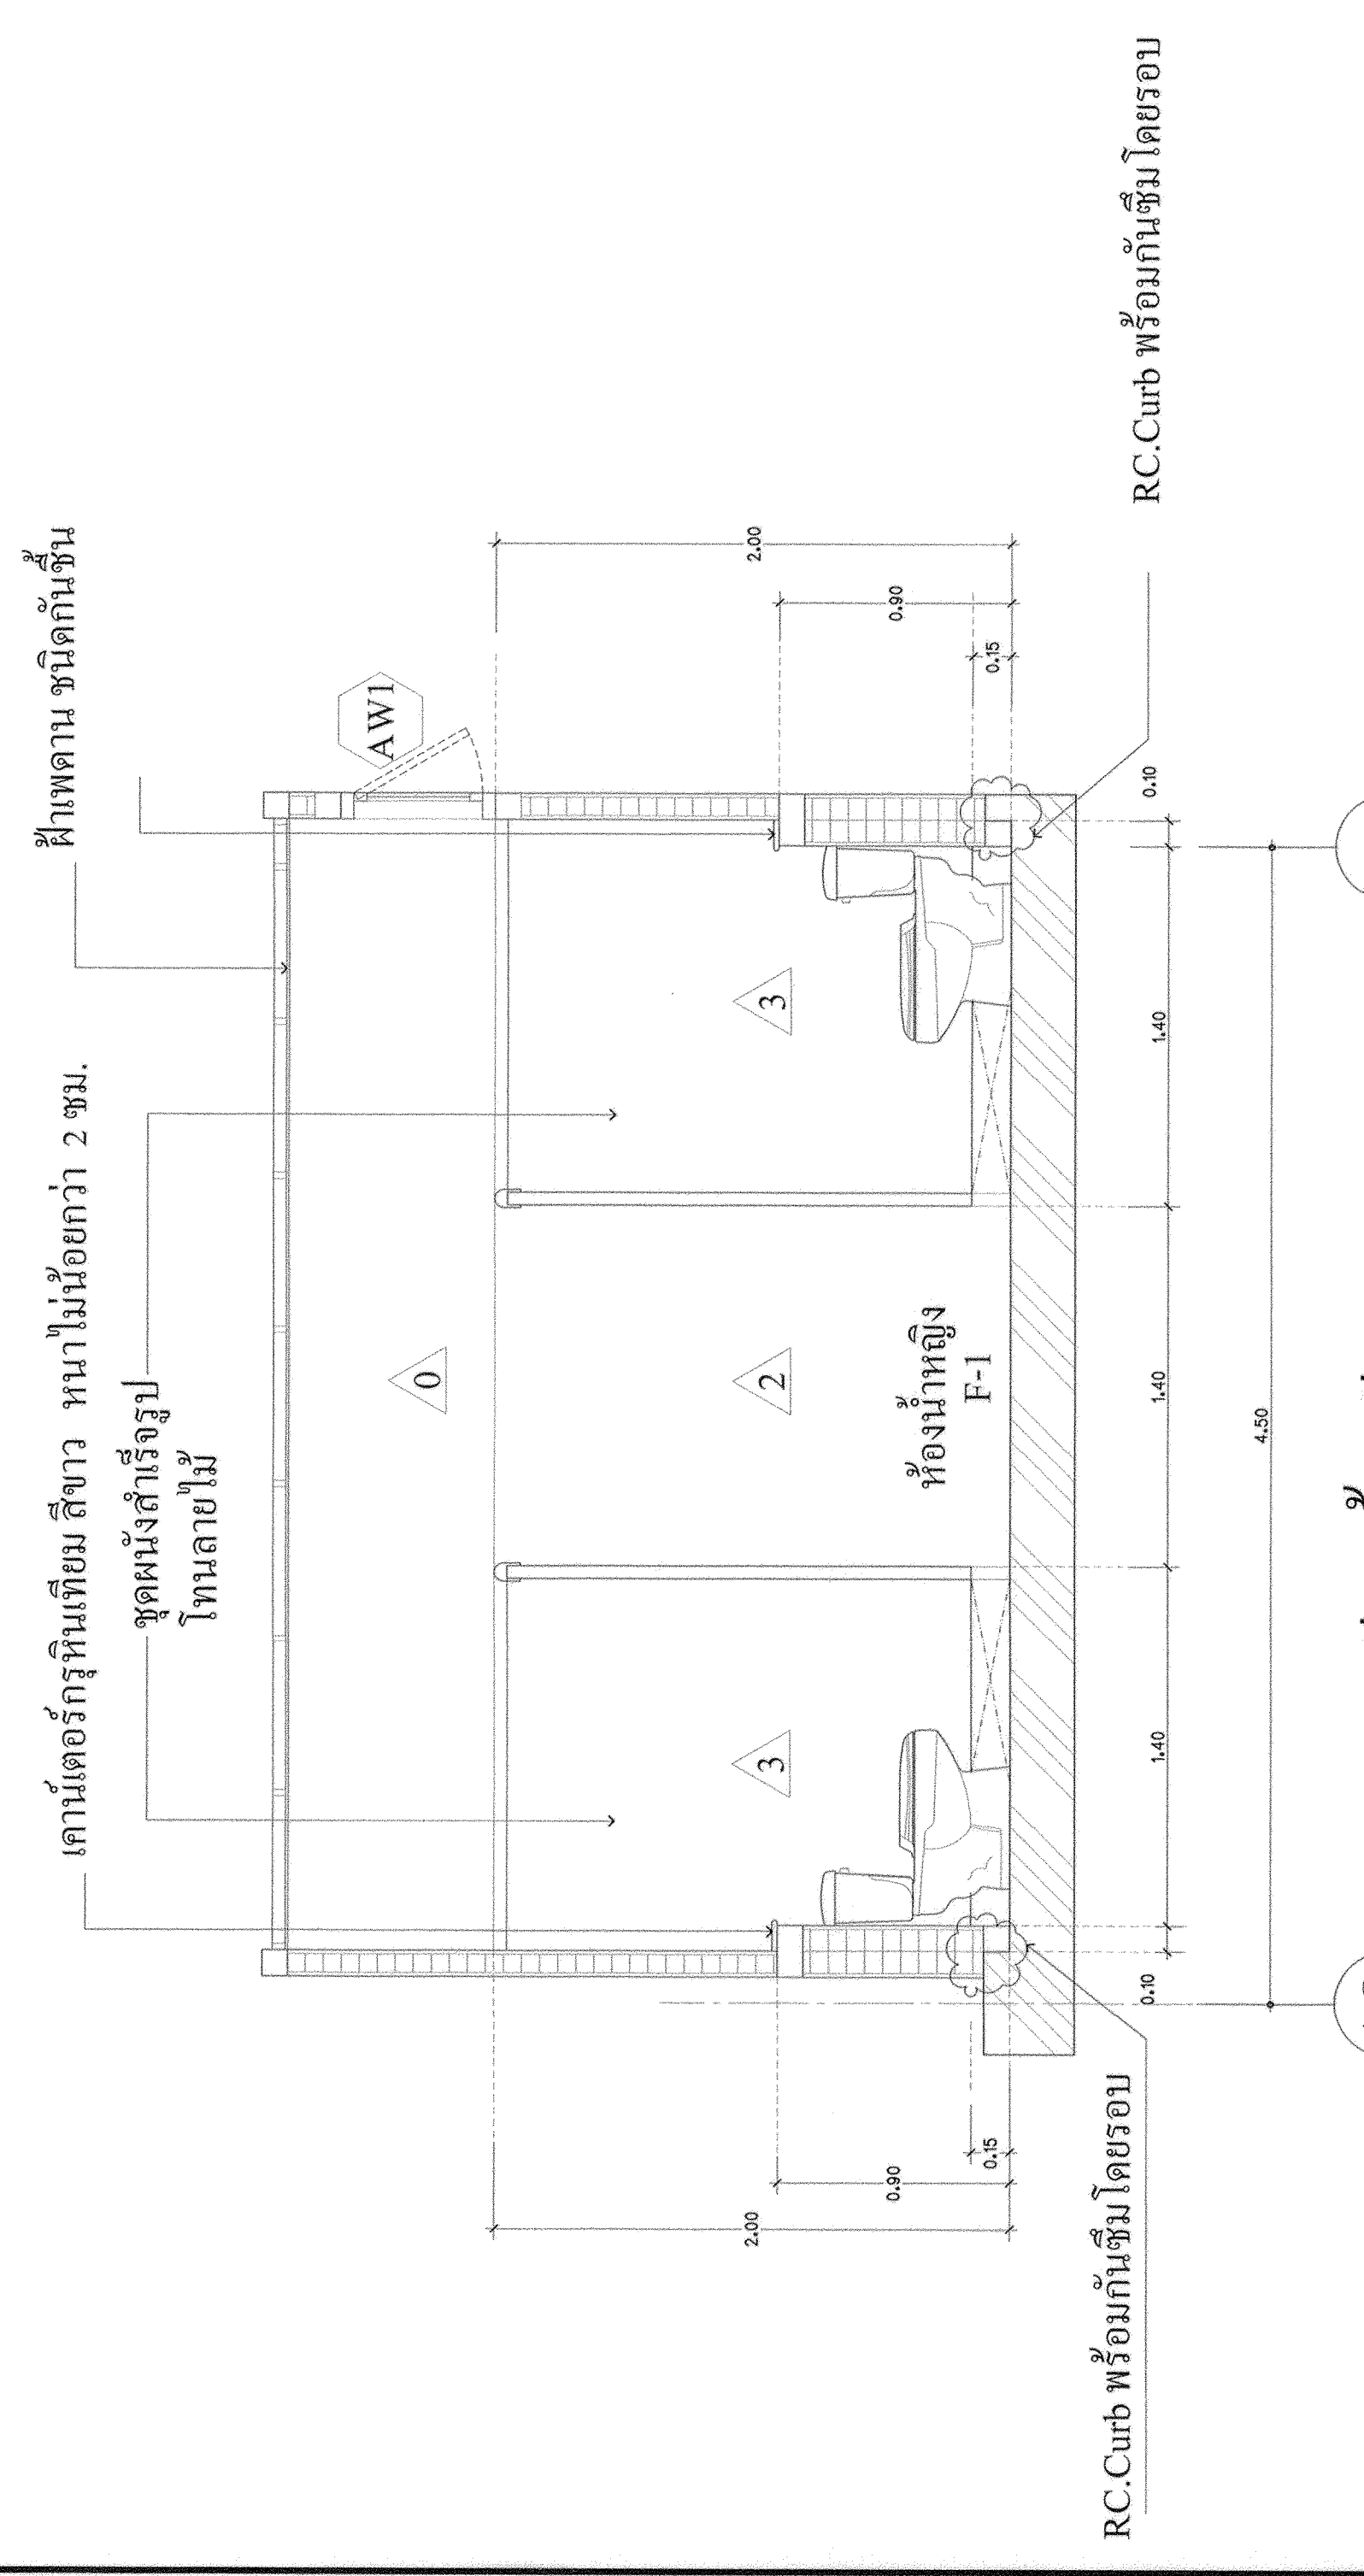 ฝ้าเพดาน ชนิดกันชื้น
เคาน์เตอร์กรุหินเทียม สีขาว หนาไม่น้อยกว่า 2 ซม.
ชุดผนังสำเร็จรูป
โทนลายไม้
AW1
0
2.00
2.00
3
2
3
0.90
0.90
ห้องน้ำหญิง
F-1
0.15
0.15
RC.Curb พร้อมกันซึมโดยรอบ
RC.Curb พร้อมกันซึมโดยรอบ
0.10
1.40
1.40
1.40
0.10
4.50